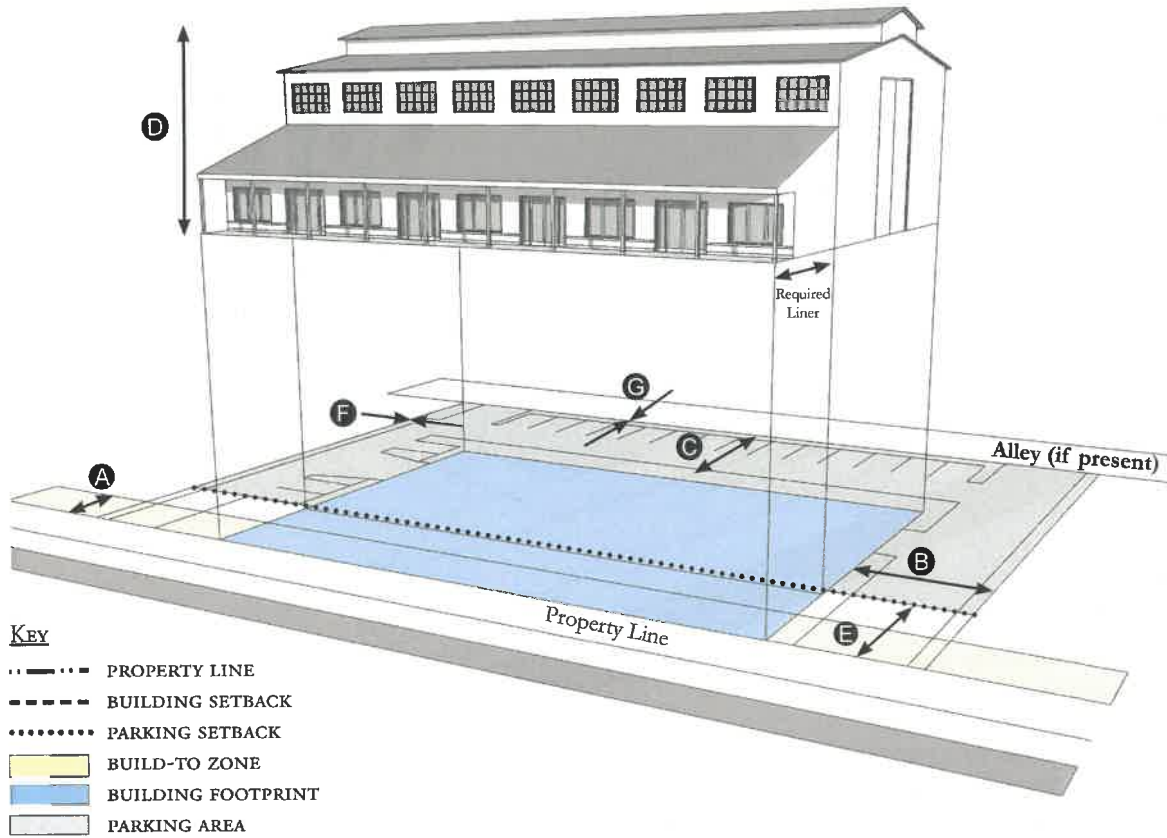 D
Required
Liner
G
F
C
Alley (if present)
A
B
E
Property Line
KEY
PROPERTY LINE
BUILDING SETBACK
PARKING SETBACK
BUILD-TO ZONE
BUILDING FOOTPRINT
PARKING AREA